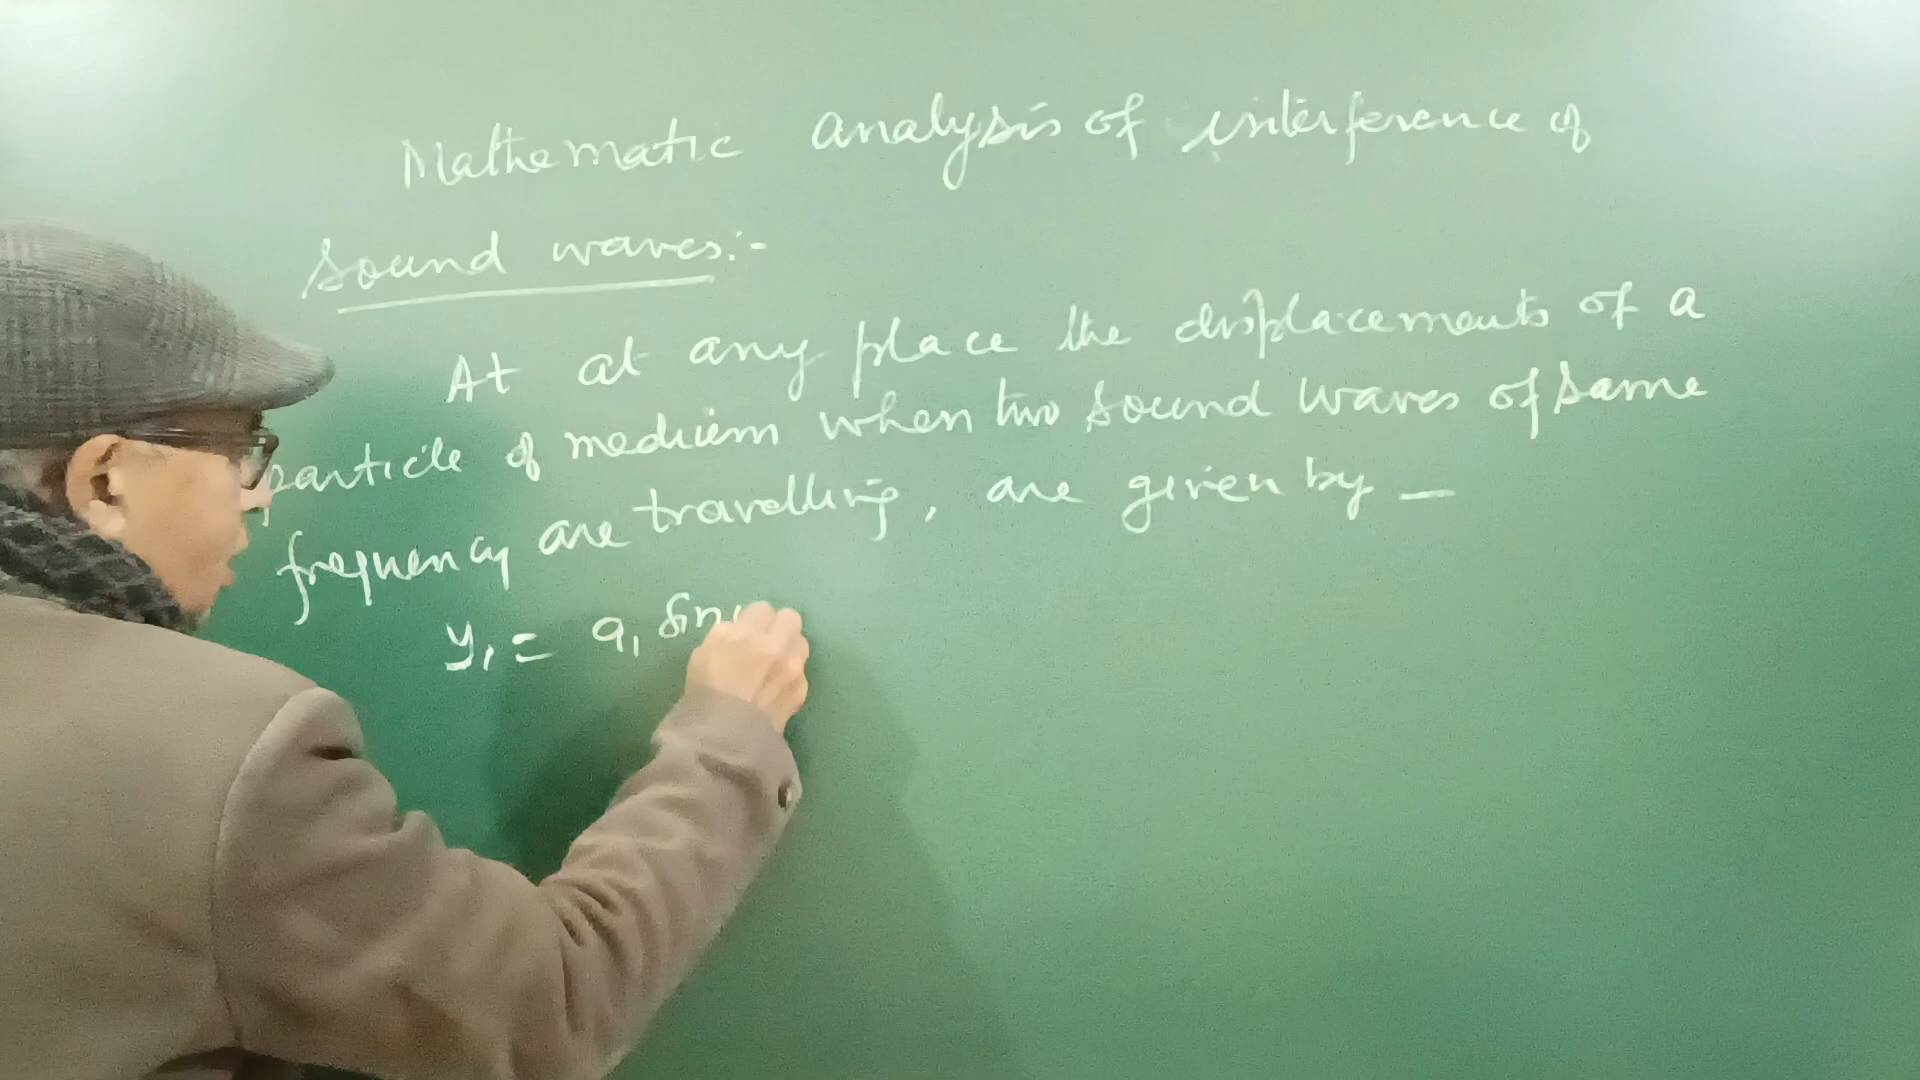 Mathematic analysis of interference of
sound waves:-
At at any place the displacements of a
particle of medium when two sound waves of same
frequency are travelling, are given by —
y₁ = a₁ sin